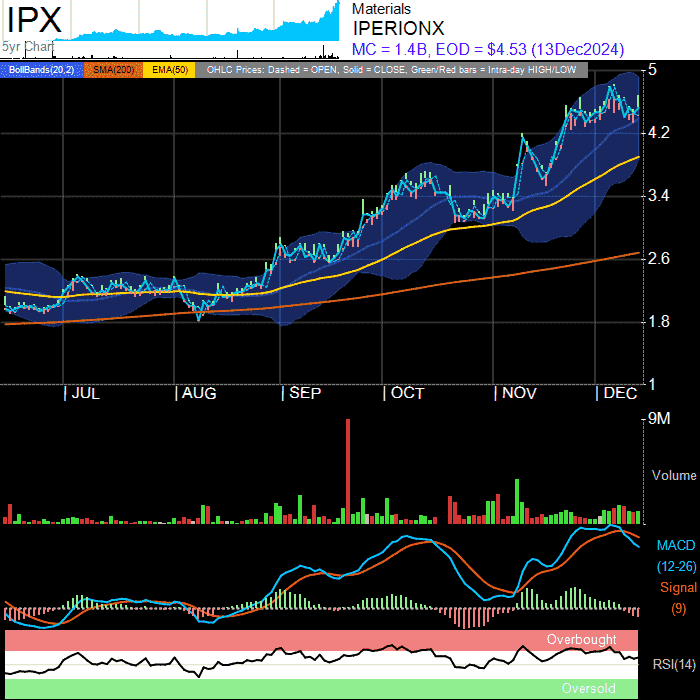 IPX
5yr Chart
Materials
IPERIONX
MC = 1.4B, EOD = $4.53 (13Dec2024)
BollBands(20,2) SMA(200) EMA(50) OHLC Prices: Dashed = OPEN, Solid = CLOSE, Green/Red bars = Intra-day HIGH/LOW
5
4.2
3.4
2.6
1.8
1
JUL AUG SEP OCT NOV DEC
9M
Volume
MACD
(12-26)
Signal
(9)
Overbought
RSI(14)
Oversold